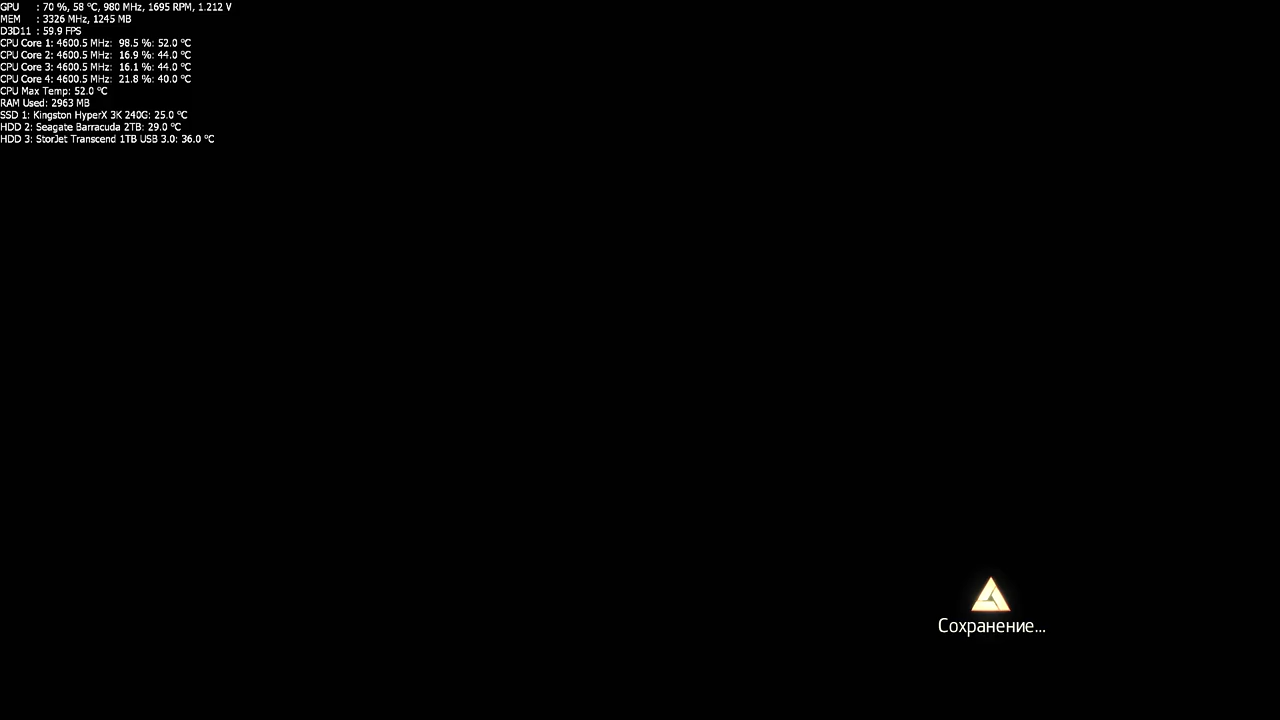 GPU : 70 %, 58 °C, 980 MHz, 1695 RPM, 1.212 V
MEM : 3326 MHz, 1245 MB
D3D11 : 59.9 FPS
CPU Core 1: 4600.5 MHz: 98.5 %: 52.0 °C
CPU Core 2: 4600.5 MHz: 16.9 %: 44.0 °C
CPU Core 3: 4600.5 MHz: 16.1 %: 44.0 °C
CPU Core 4: 4600.5 MHz: 21.8 %: 40.0 °C
CPU Max Temp: 52.0 °C
RAM Used: 2963 MB
SSD 1: Kingston HyperX 3K 240G: 25.0 °C
HDD 2: Seagate Barracuda 2TB: 29.0 °C
HDD 3: StorJet Transcend 1TB USB 3.0: 36.0 °C
Сохранение...